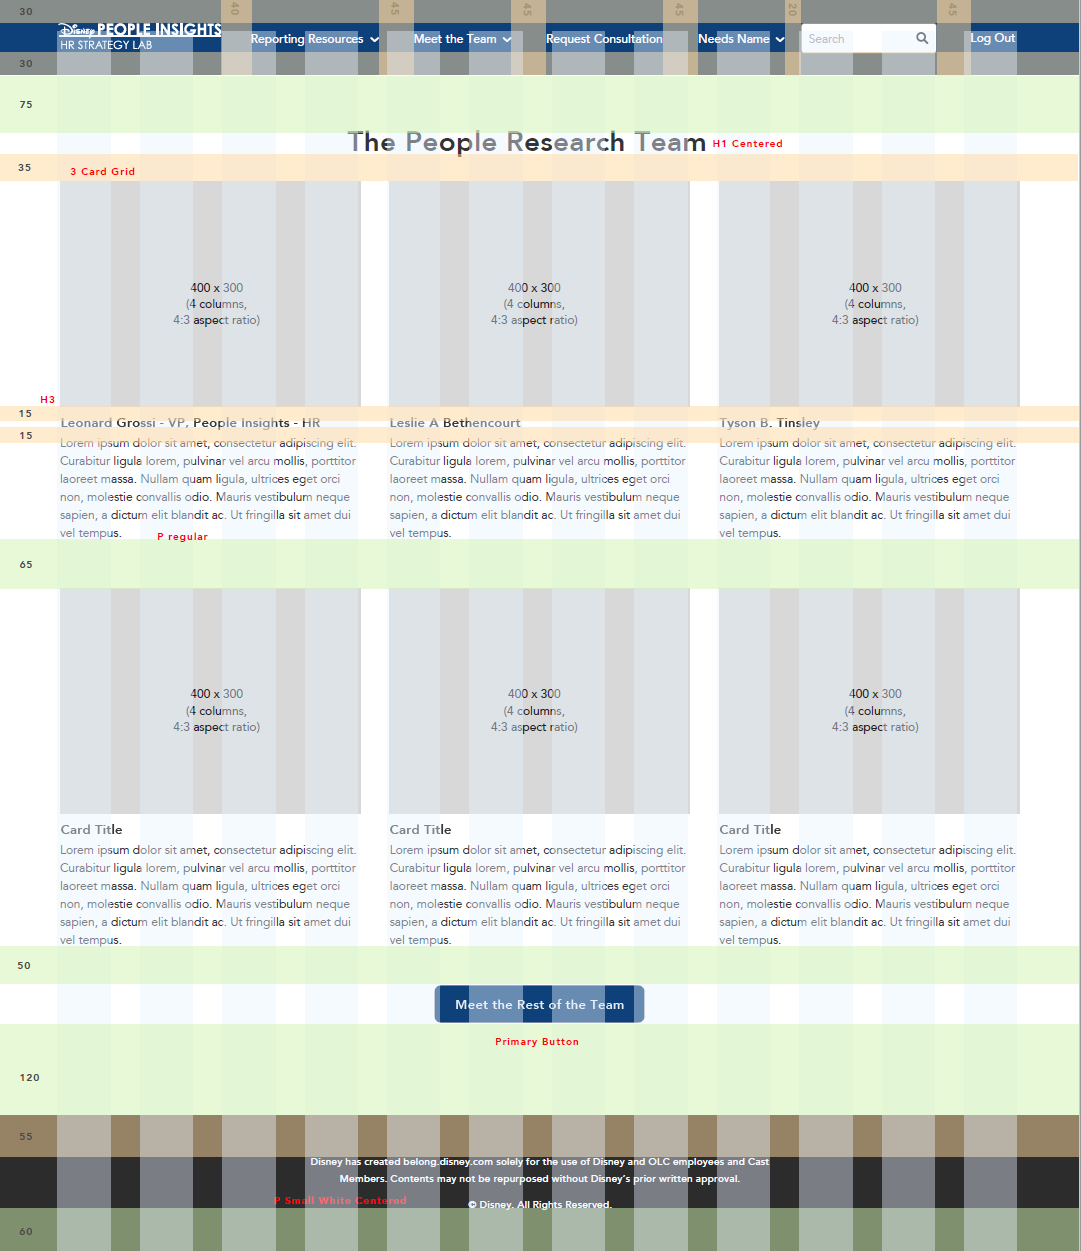 30
40
45
45
45
20
45
Disney PEOPLE INSIGHTS
HR STRATEGY LAB
Reporting Resources
Meet the Team
Request Consultation
Needs Name
Search
Log Out
30
75
The People Research Team
H1 Centered
35
3 Card Grid
400 x 300
(4 columns,
4:3 aspect ratio)
400 x 300
(4 columns,
4:3 aspect ratio)
400 x 300
(4 columns,
4:3 aspect ratio)
H3
15
Leonard Grossi - VP, People Insights - HR
Leslie A Bethencourt
Tyson B. Tinsley
15
Lorem ipsum dolor sit amet, consectetur adipiscing elit.
Curabitur ligula lorem, pulvinar vel arcu mollis, porttitor
laoreet massa. Nullam quam ligula, ultrices eget orci
non, molestie convallis odio. Mauris vestibulum neque
sapien, a dictum elit blandit ac. Ut fringilla sit amet dui
vel tempus.
Lorem ipsum dolor sit amet, consectetur adipiscing elit.
Curabitur ligula lorem, pulvinar vel arcu mollis, porttitor
laoreet massa. Nullam quam ligula, ultrices eget orci
non, molestie convallis odio. Mauris vestibulum neque
sapien, a dictum elit blandit ac. Ut fringilla sit amet dui
vel tempus.
Lorem ipsum dolor sit amet, consectetur adipiscing elit.
Curabitur ligula lorem, pulvinar vel arcu mollis, porttitor
laoreet massa. Nullam quam ligula, ultrices eget orci
non, molestie convallis odio. Mauris vestibulum neque
sapien, a dictum elit blandit ac. Ut fringilla sit amet dui
vel tempus.
P regular
65
400 x 300
(4 columns,
4:3 aspect ratio)
400 x 300
(4 columns,
4:3 aspect ratio)
400 x 300
(4 columns,
4:3 aspect ratio)
Card Title
Card Title
Card Title
Lorem ipsum dolor sit amet, consectetur adipiscing elit.
Curabitur ligula lorem, pulvinar vel arcu mollis, porttitor
laoreet massa. Nullam quam ligula, ultrices eget orci
non, molestie convallis odio. Mauris vestibulum neque
sapien, a dictum elit blandit ac. Ut fringilla sit amet dui
vel tempus.
Lorem ipsum dolor sit amet, consectetur adipiscing elit.
Curabitur ligula lorem, pulvinar vel arcu mollis, porttitor
laoreet massa. Nullam quam ligula, ultrices eget orci
non, molestie convallis odio. Mauris vestibulum neque
sapien, a dictum elit blandit ac. Ut fringilla sit amet dui
vel tempus.
Lorem ipsum dolor sit amet, consectetur adipiscing elit.
Curabitur ligula lorem, pulvinar vel arcu mollis, porttitor
laoreet massa. Nullam quam ligula, ultrices eget orci
non, molestie convallis odio. Mauris vestibulum neque
sapien, a dictum elit blandit ac. Ut fringilla sit amet dui
vel tempus.
50
Meet the Rest of the Team
Primary Button
120
55
Disney has created belong.disney.com solely for the use of Disney and OLC employees and Cast
Members. Contents may not be repurposed without Disney's prior written approval.
P Small White Centered
© Disney. All Rights Reserved.
60